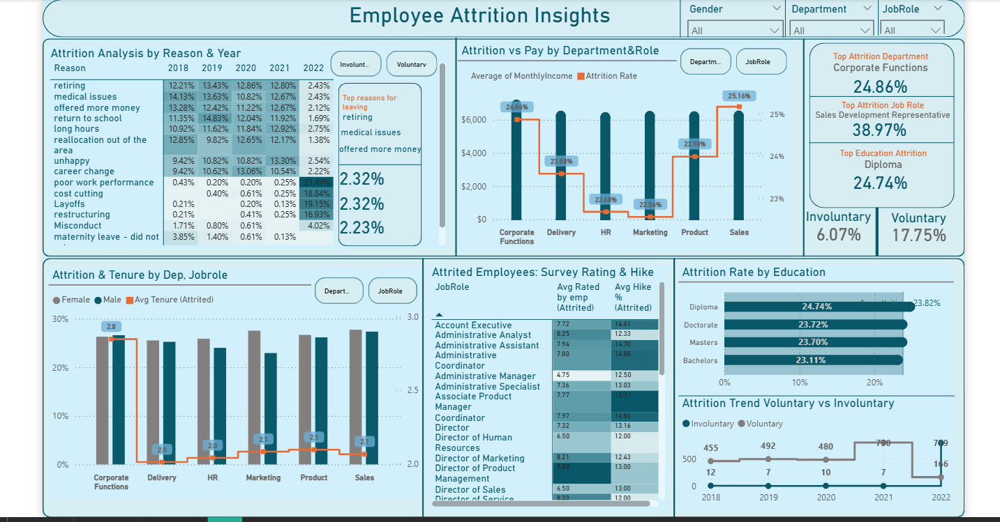 Employee Attrition Insights
Gender
All
Department
All
JobRole
All
Attrition Analysis by Reason & Year
Reason 2018 2019 2020 2021 2022
retiring 12.21% 13.43% 12.86% 12.80% 2.43%
medical issues 14.13% 13.63% 10.82% 12.67% 2.43%
offered more money 13.28% 12.42% 11.22% 12.67% 2.12%
return to school 11.35% 14.83% 12.04% 11.92% 1.69%
long hours 10.92% 11.62% 11.84% 12.92% 2.75%
reallocation out of the 12.85% 9.82% 12.65% 12.17% 1.38%
area
unhappy 9.42% 10.82% 10.82% 13.30% 2.54%
career change 9.42% 10.62% 13.06% 10.54% 2.22%
poor work performance 0.43% 0.20% 0.20% 0.25% 23.49%
cost cutting 0.40% 0.61% 0.25% 18.84%
Layoffs 0.21% 0.20% 0.13% 19.15%
restructuring 0.21% 0.41% 0.25% 16.93%
Misconduct 1.71% 0.80% 0.61% 4.02%
maternity leave - did not 3.85% 1.40% 0.61% 0.13%
Involunt...
Voluntary
Top reasons for
leaving
retiring
medical issues
offered more money
2.32%
2.32%
2.23%
Attrition vs Pay by Department&Role
Departm...
JobRole
Average of MonthlyIncome Attrition Rate
$6,000
$4,000
$2,000
$0
24.86%
23.58%
22.68%
22.56%
23.98%
25.16%
25%
24%
23%
Corporate
Functions
Delivery
HR
Marketing
Product
Sales
Top Attrition Department
Corporate Functions
24.86%
Top Attrition Job Role
Sales Development Representative
38.97%
Top Education Attrition
Diploma
24.74%
Involuntary
6.07%
Voluntary
17.75%
Attrition & Tenure by Dep, Jobrole
Depart...
JobRole
Female Male Avg Tenure (Attrited)
30%
20%
10%
0%
2.8
2.0
2.0
2.1
2.1
2.1
3.0
2.5
2.0
Corporate
Functions
Delivery
HR
Marketing
Product
Sales
Attrited Employees: Survey Rating & Hike
JobRole Avg Rated Avg Hike
by emp %
(Attrited) (Attrited)
Account Executive 7.72 14.61
Administrative Analyst 8.25 12.33
Administrative Assistant 7.94 14.70
Administrative 7.80 14.80
Coordinator
Administrative Manager 4.75 12.50
Administrative Specialist 7.36 13.03
Associate Product 7.77 15.11
Manager
Coordinator 7.97 14.86
Director 7.32 13.16
Director of Human 6.50 12.00
Resources
Director of Marketing 8.21 12.43
Director of Product 9.50 13.00
Management
Director of Sales 6.50 13.00
Director of Service 8.33 12.00
Attrition Rate by Education
23.82%
Diploma 24.74%
Doctorate 23.72%
Masters 23.70%
Bachelors 23.11%
0% 10% 20%
Attrition Trend Voluntary vs Involuntary
Involuntary Voluntary
500
0
455
492
480
790
166
12
7
10
7
2018 2019 2020 2021 2022